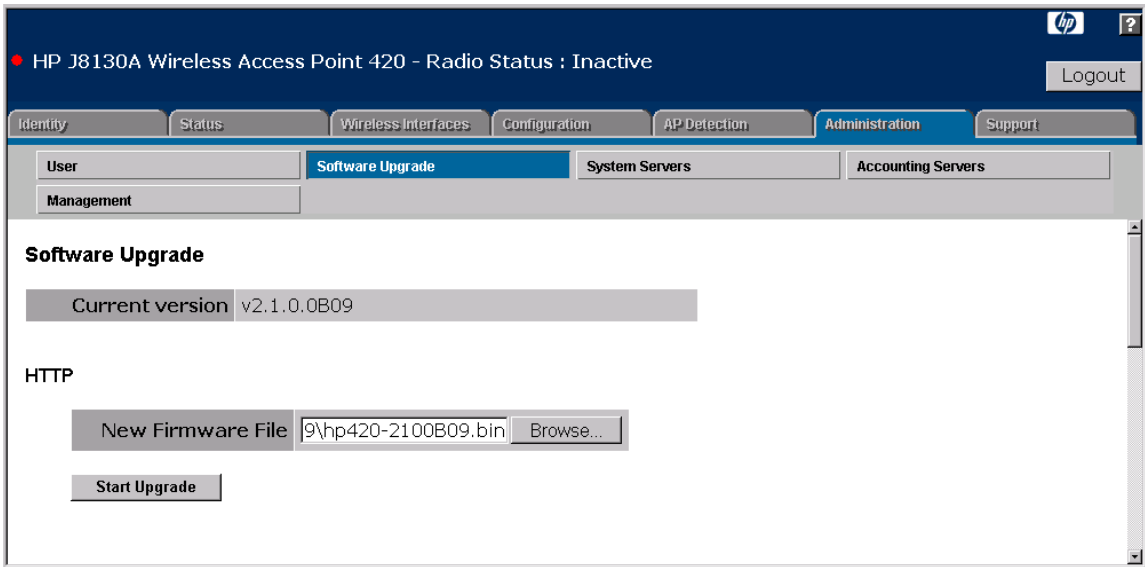 hp ?
HP J8130A Wireless Access Point 420 - Radio Status : Inactive
Logout
Identity Status Wireless Interfaces Configuration AP Detection Administration Support
User Software Upgrade System Servers Accounting Servers
Management
Software Upgrade
Current version v2.1.0.0B09
HTTP
New Firmware File 9\hp420-2100B09.bin Browse...
Start Upgrade